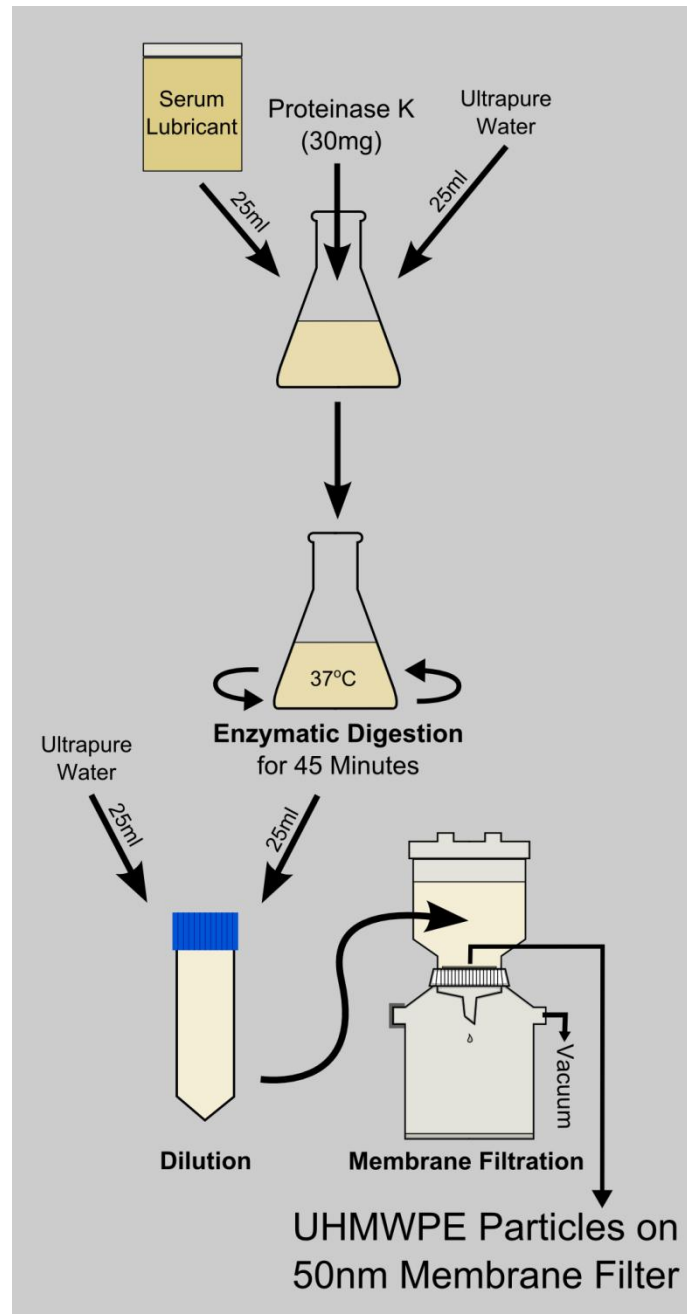 Serum
Lubricant
Proteinase K
(30mg)
Ultrapure
Water
25ml
25ml
37°C
Enzymatic Digestion
for 45 Minutes
Ultrapure
Water
25ml
25ml
Vacuum
Dilution
Membrane Filtration
UHMWPE Particles on
50nm Membrane Filter